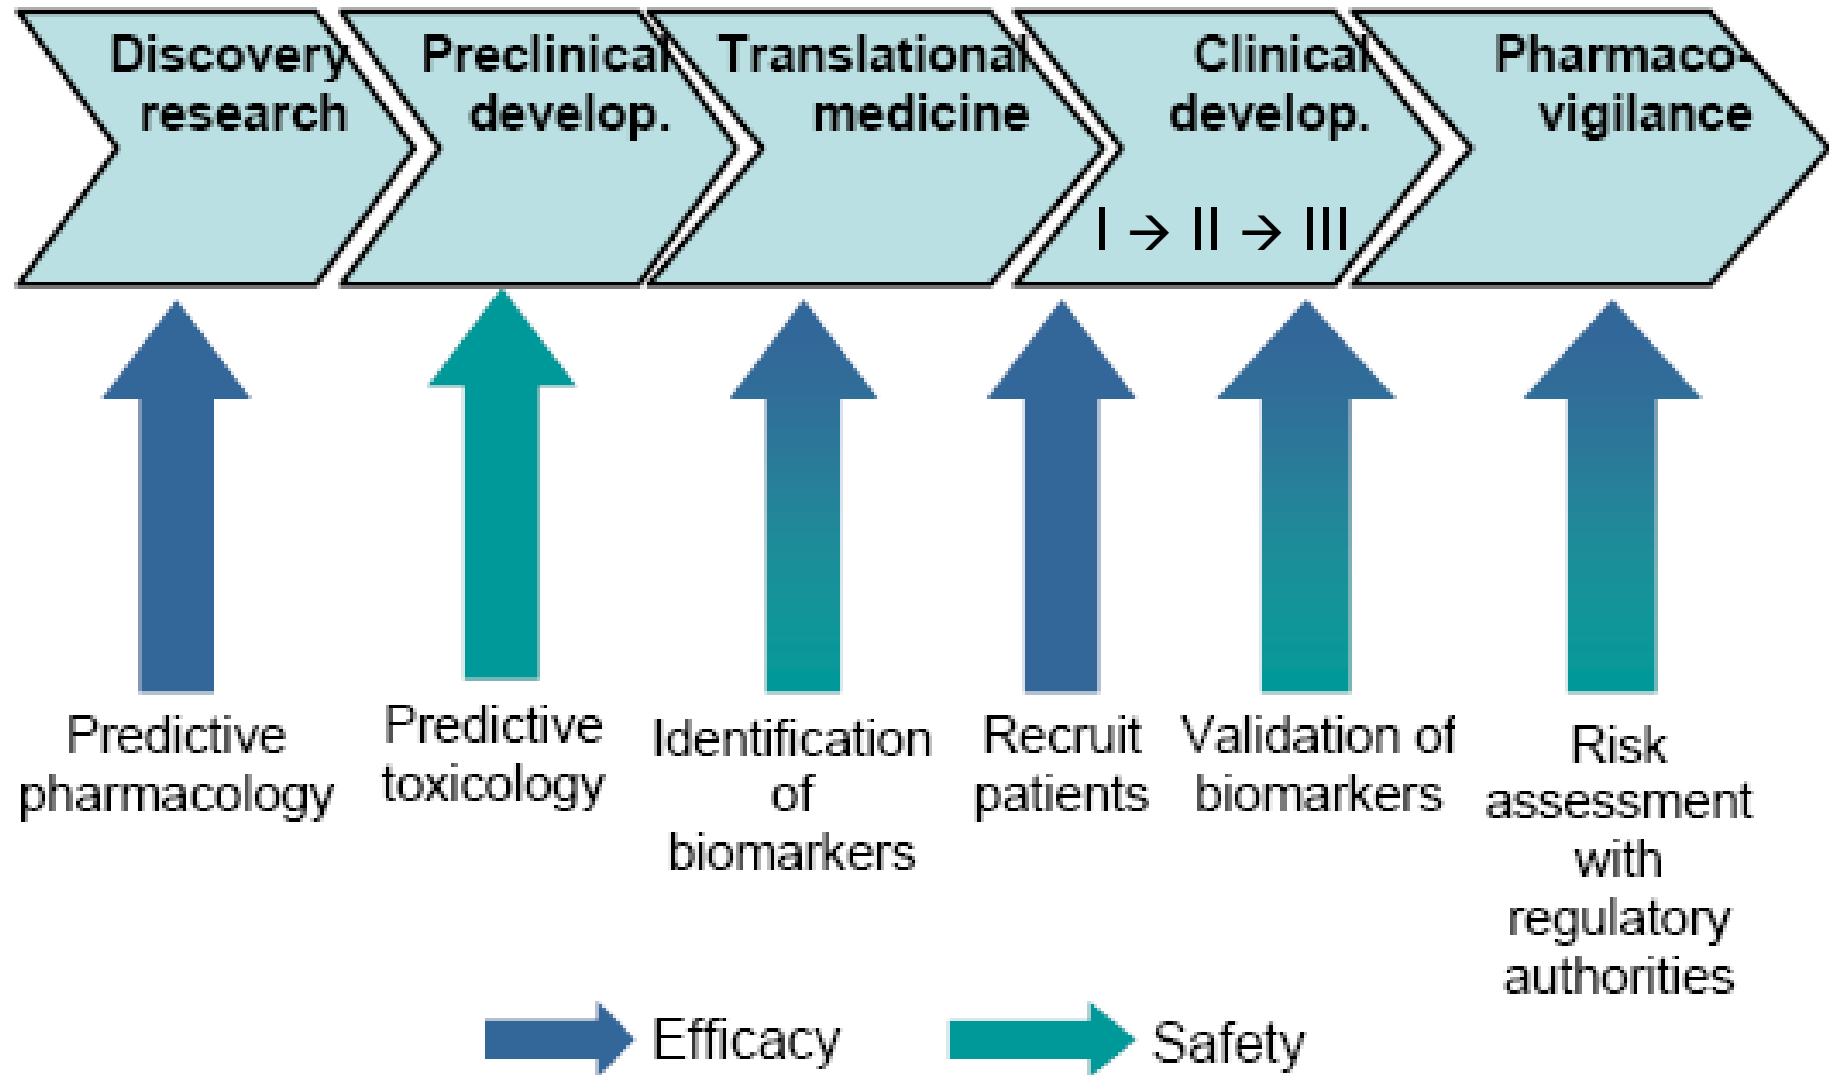 Discovery
research
Preclinical
develop.
Translational
medicine
Clinical
develop.
I → II → III
Pharmaco-
vigilance
Predictive
pharmacology
Predictive
toxicology
Identification
of
biomarkers
Recruit
patients
Validation of
biomarkers
Risk
assessment
with
regulatory
authorities
Efficacy
Safety